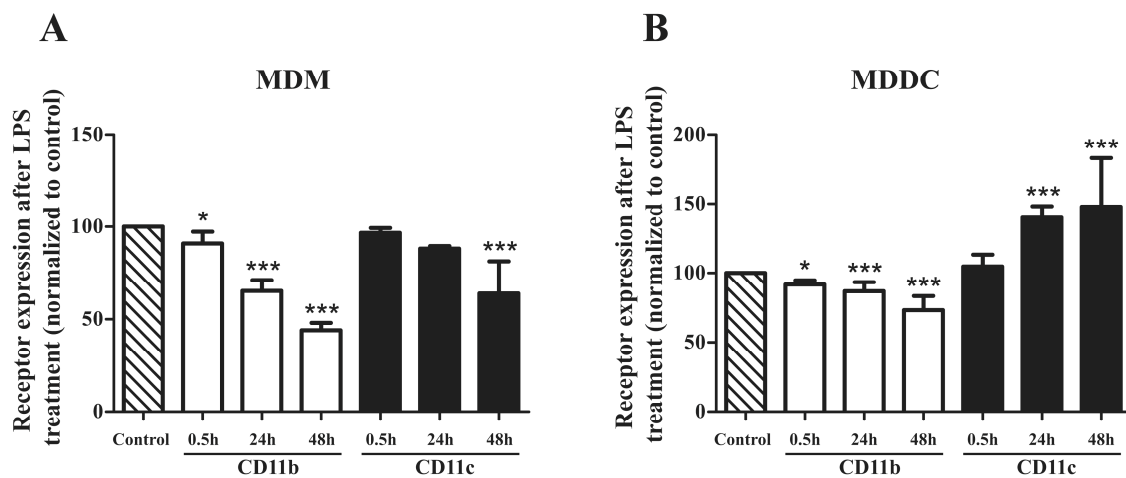 A
MDM
Receptor expression after LPS
treatment (normalized to control)
150
100
50
0
*
***
***
***
Control 0.5h 24h 48h 0.5h 24h 48h
CD11b CD11c
B
MDDC
Receptor expression after LPS
treatment (normalized to control)
200
150
100
50
0
*
***
***
***
***
Control 0.5h 24h 48h 0.5h 24h 48h
CD11b CD11c